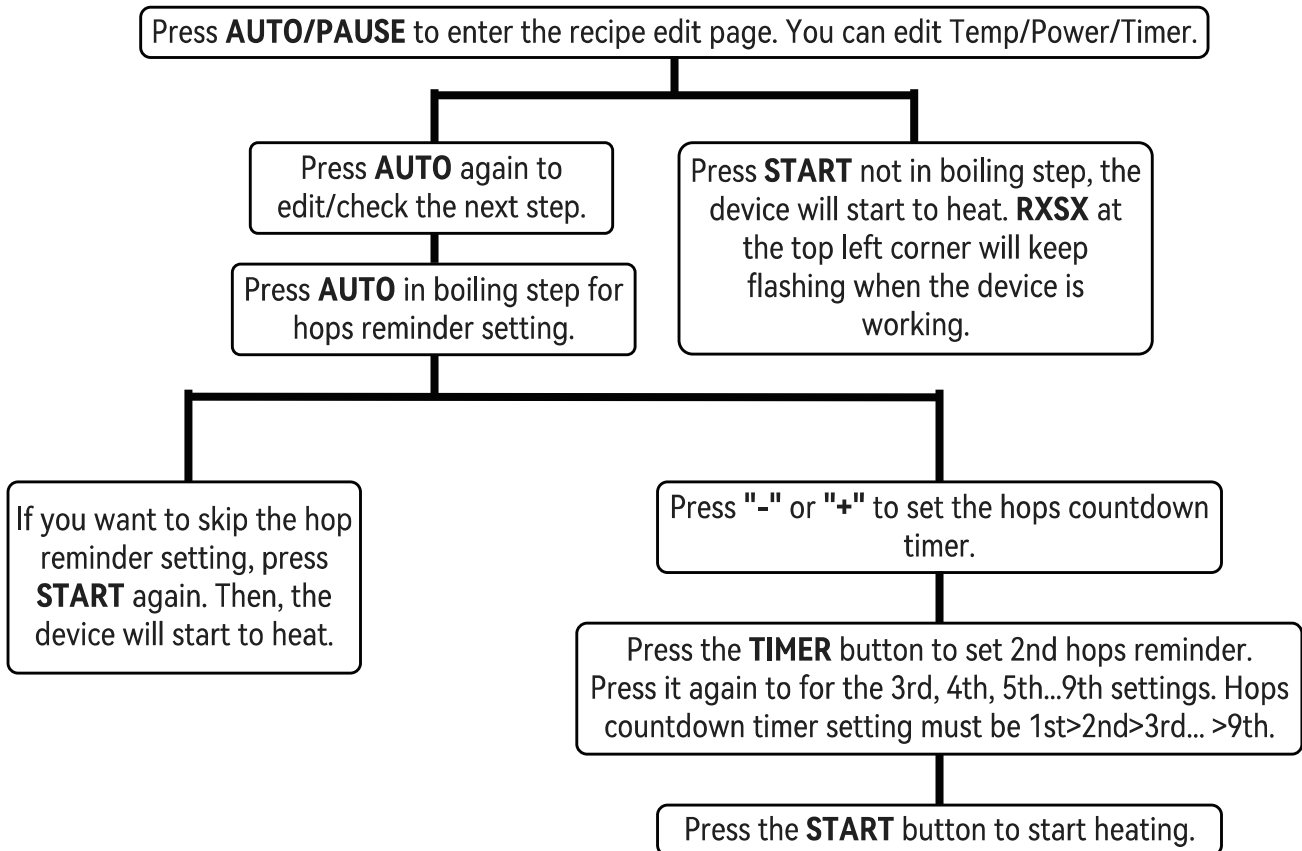 Press AUTO/PAUSE to enter the recipe edit page. You can edit Temp/Power/Timer.
Press AUTO again to
edit/check the next step.
Press START not in boiling step, the
device will start to heat. RXSX at
the top left corner will keep
flashing when the device is
working.
Press AUTO in boiling step for
hops reminder setting.
If you want to skip the hop
reminder setting, press
START again. Then, the
device will start to heat.
Press "-" or "+" to set the hops countdown
timer.
Press the TIMER button to set 2nd hops reminder.
Press it again to for the 3rd, 4th, 5th...9th settings. Hops
countdown timer setting must be 1st>2nd>3rd... >9th.
Press the START button to start heating.